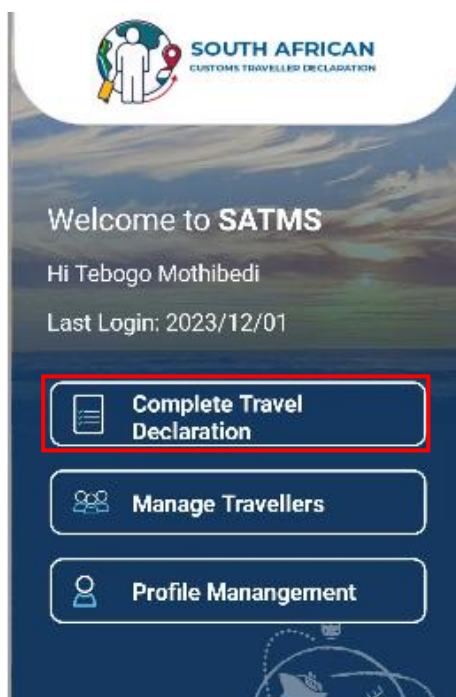 SOUTH AFRICAN
CUSTOMS TRAVELLER DECLARATION
Welcome to SATMS
Hi Tebogo Mothibedi
Last Login: 2023/12/01
Complete Travel
Declaration
Manage Travellers
Profile Manangement